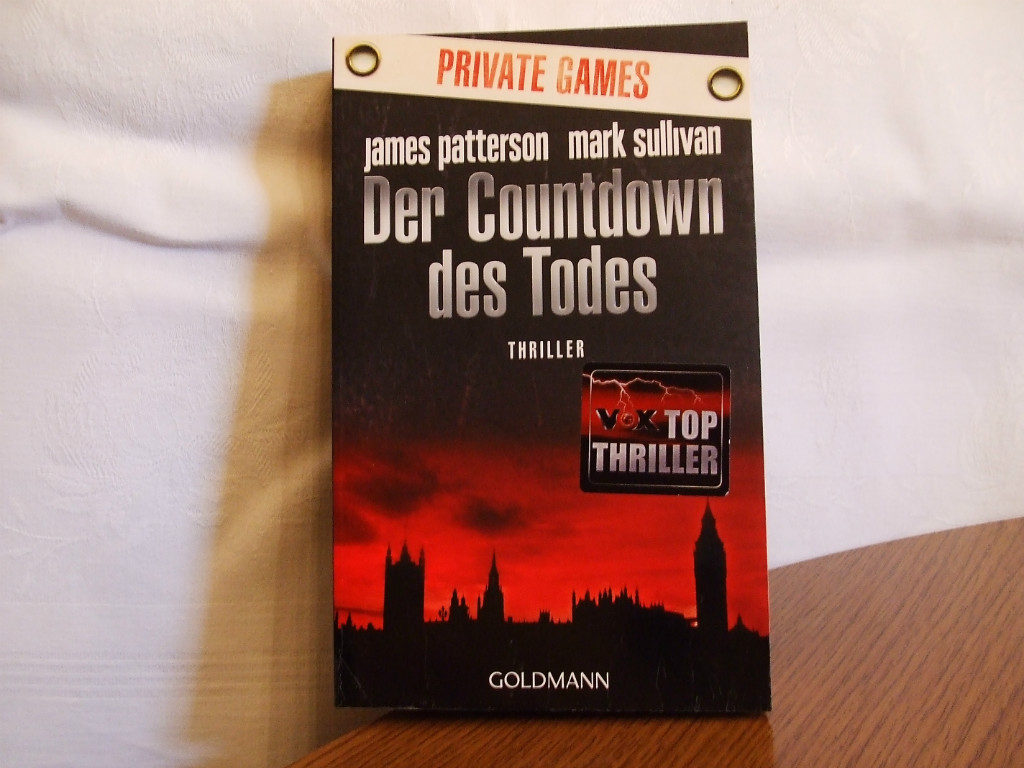 PRIVATE GAMES
james patterson mark sullivan
Der Countdown
des Todes
THRILLER
VOX TOP
THRILLER
GOLDMANN